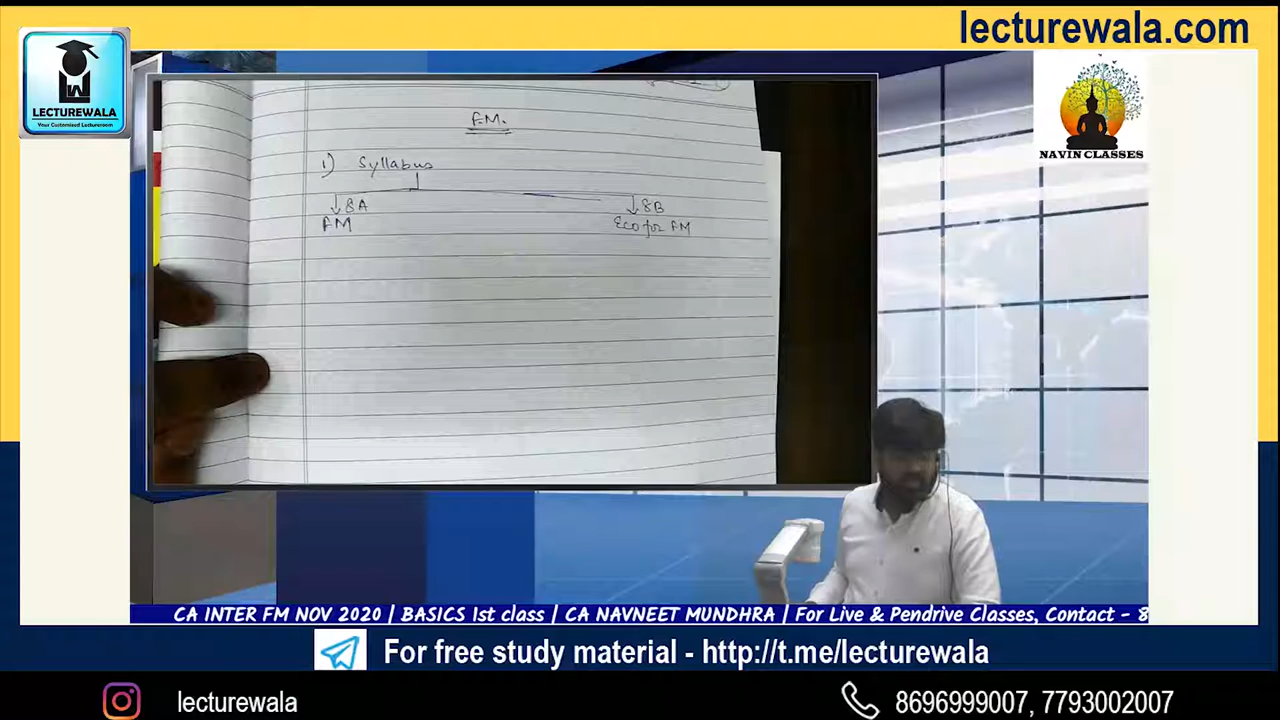 lecturewala.com
LECTUREWALA
Your Customised Lectureroom
NAVIN CLASSES
F.M.
1) Syllabus
8A
8B
FM
Eco for FM
CA INTER FM NOV 2020 | BASICS 1st class | CA NAVNEET MUNDHRA | For Live & Pendrive Classes, Contact - 8
For free study material - http://t.me/lecturewala
lecturewala
8696999007, 7793002007